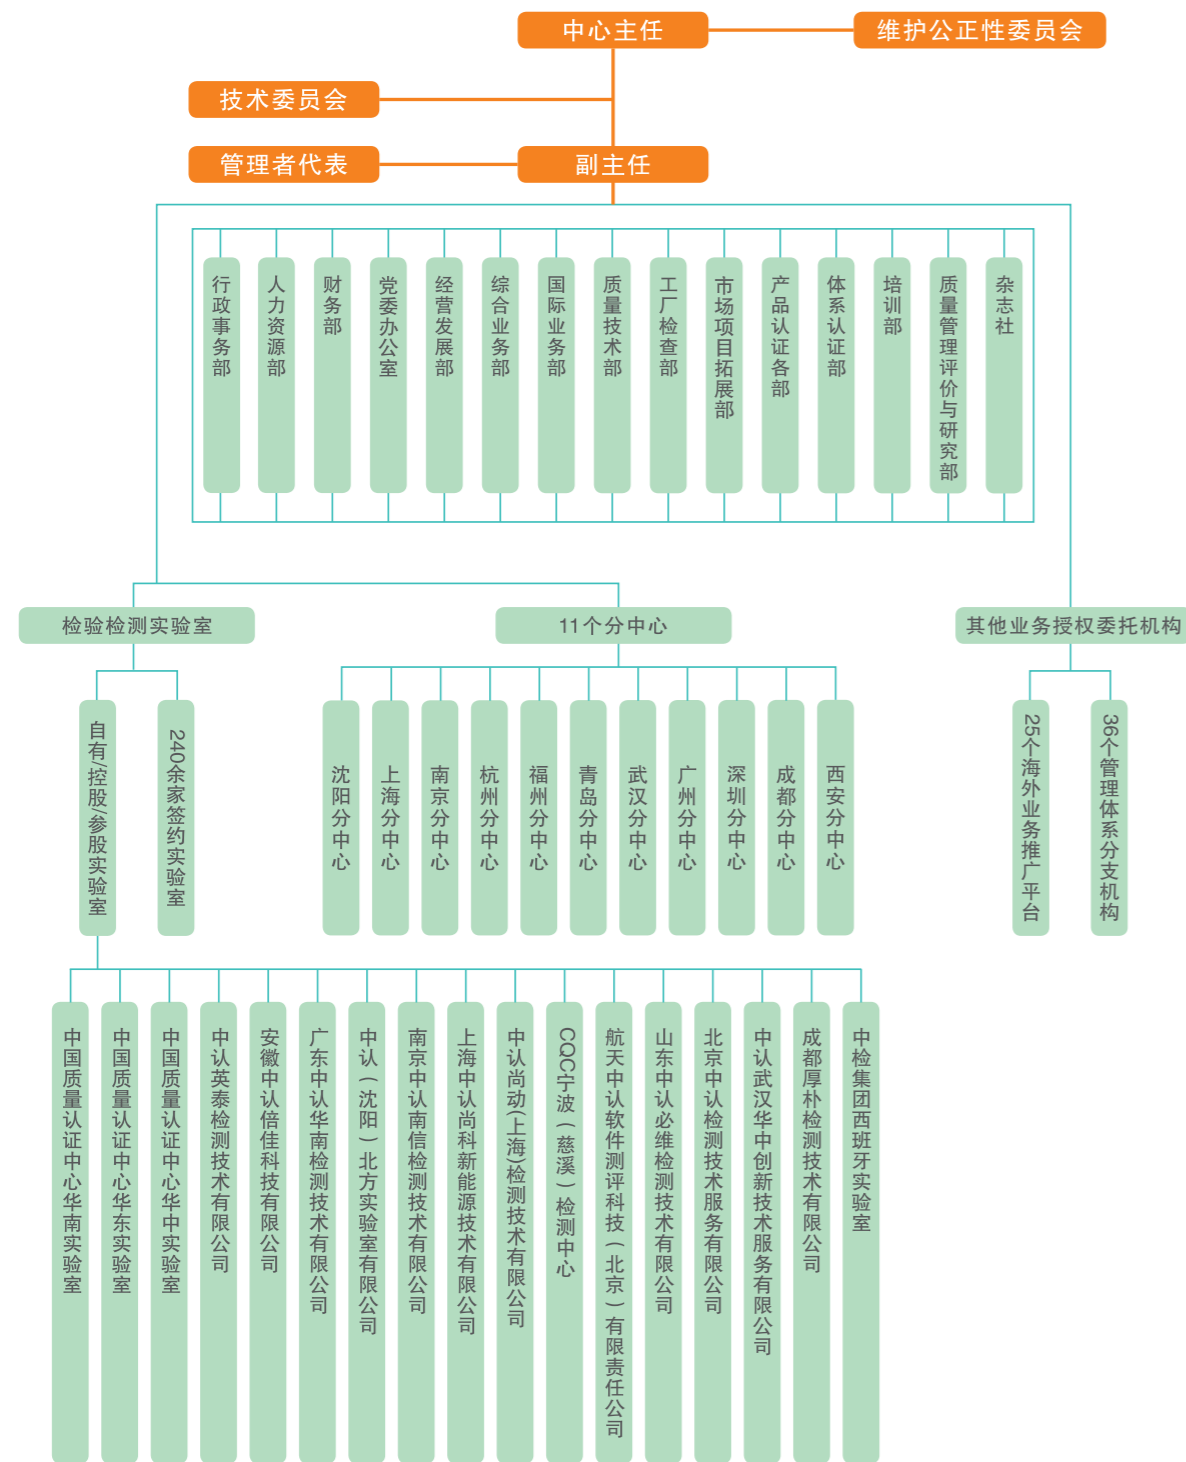 中心主任
维护公正性委员会
技术委员会
管理者代表
副主任
行政事务部
人力资源部
财务部
党委办公室
经营发展部
综合业务部
国际业务部
质量技术部
工厂检查部
市场项目拓展部
产品认证各部
体系认证部
培训部
质量管理评价与研究部
杂志社
检验检测实验室
11个分中心
其他业务授权委托机构
自有/控股/参股实验室
240余家签约实验室
沈阳分中心
上海分中心
南京分中心
杭州分中心
福州分中心
青岛分中心
武汉分中心
广州分中心
深圳分中心
成都分中心
西安分中心
25个海外业务推广平台
36个管理体系分支机构
中国质量认证中心华南实验室
中国质量认证中心华东实验室
中国质量认证中心华中实验室
中认英泰检测技术有限公司
安徽中认倍佳科技有限公司
广东中认华南检测技术有限公司
中认（沈阳）北方实验室有限公司
南京中认南信检测技术有限公司
上海中认尚科新能源技术有限公司
中认尚动(上海)检测技术有限公司
CQC宁波（慈溪）检测中心
航天中认软件测评科技（北京）有限责任公司
山东中认必维检测技术有限公司
北京中认检测技术服务有限公司
中认武汉华中创新技术服务有限公司
成都厚朴检测技术有限公司
中检集团西班牙实验室